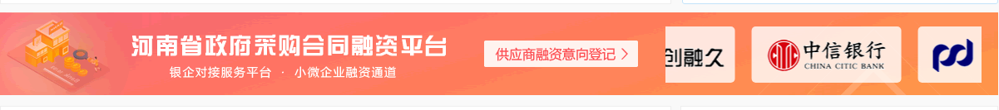 河南省政府采购合同融资平台
银企对接服务平台 · 小微企业融资通道
供应商融资意向登记 >
创融久
中信银行
CHINA CITIC BANK